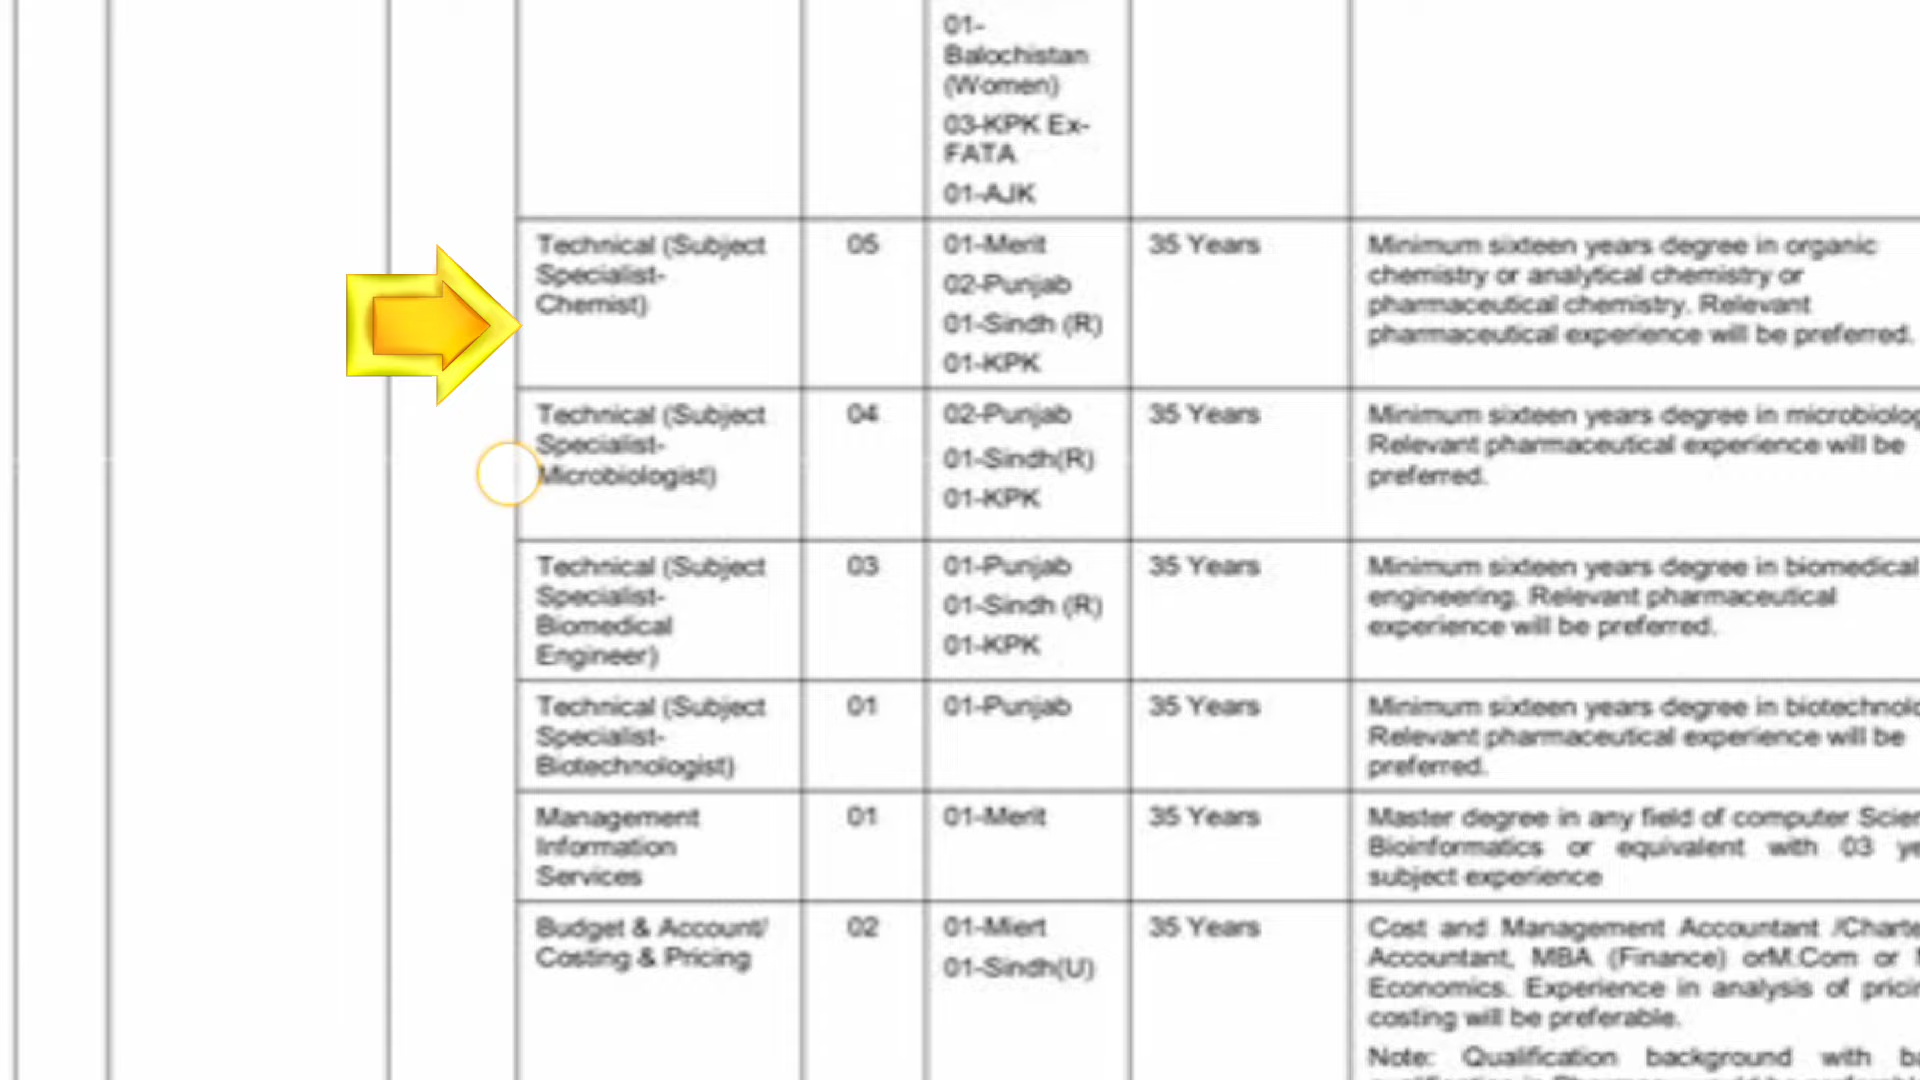 01-
Balochistan
(Women)
03-KPK Ex-
FATA
01-AJK
Technical (Subject
Specialist-
Chemist)
05
01-Merit
02-Punjab
01-Sindh (R)
01-KPK
35 Years
Minimum sixteen years degree in organic
chemistry or analytical chemistry or
pharmaceutical chemistry. Relevant
pharmaceutical experience will be preferred.
Technical (Subject
Specialist-
Microbiologist)
04
02-Punjab
01-Sindh(R)
01-KPK
35 Years
Minimum sixteen years degree in microbiolog
Relevant pharmaceutical experience will be
preferred.
Technical (Subject
Specialist-
Biomedical
Engineer)
03
01-Punjab
01-Sindh (R)
01-KPK
35 Years
Minimum sixteen years degree in biomedical
engineering. Relevant pharmaceutical
experience will be preferred.
Technical (Subject
Specialist-
Biotechnologist)
01
01-Punjab
35 Years
Minimum sixteen years degree in biotechnolo
Relevant pharmaceutical experience will be
preferred.
Management
Information
Services
01
01-Merit
35 Years
Master degree in any field of computer Scien
Bioinformatics or equivalent with 03 ye
subject experience
Budget & Account/
Costing & Pricing
02
01-Miert
01-Sindh(U)
35 Years
Cost and Management Accountant /Charte
Accountant, MBA (Finance) orM.Com or
Economics. Experience in analysis of pricin
costing will be preferable.
Note: Qualification background with ba